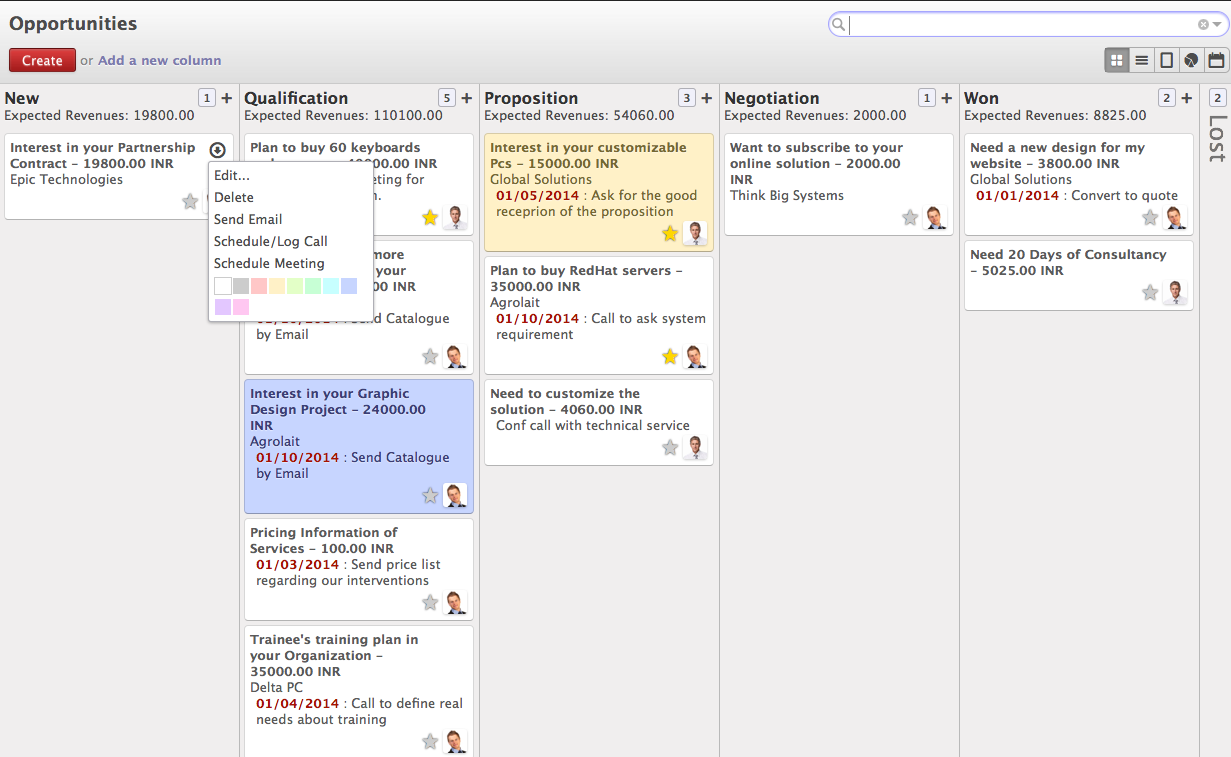 Opportunities
Create or Add a new column
New 1 +
Expected Revenues: 19800.00
Interest in your Partnership
Contract - 19800.00 INR
Epic Technologies
Edit...
Delete
Send Email
Schedule/Log Call
Schedule Meeting
Qualification 5 +
Expected Revenues: 110100.00
Plan to buy 60 keyboards
INR
for
more
your
INR
Send Catalogue
by Email
Interest in your Graphic
Design Project - 24000.00
INR
Agrolait
01/10/2014 : Send Catalogue
by Email
Pricing Information of
Services - 100.00 INR
01/03/2014 : Send price list
regarding our interventions
Trainee's training plan in
your Organization -
35000.00 INR
Delta PC
01/04/2014 : Call to define real
needs about training
Proposition 3 +
Expected Revenues: 54060.00
Interest in your customizable
Pcs - 15000.00 INR
Global Solutions
01/05/2014 : Ask for the good
receprion of the proposition
Plan to buy RedHat servers -
35000.00 INR
Agrolait
01/10/2014 : Call to ask system
requirement
Need to customize the
solution - 4060.00 INR
Conf call with technical service
Negotiation 1 +
Expected Revenues: 2000.00
Want to subscribe to your
online solution - 2000.00
INR
Think Big Systems
Won 2 +
Expected Revenues: 8825.00
Need a new design for my
website - 3800.00 INR
Global Solutions
01/01/2014 : Convert to quote
Need 20 Days of Consultancy
- 5025.00 INR
2
Lost